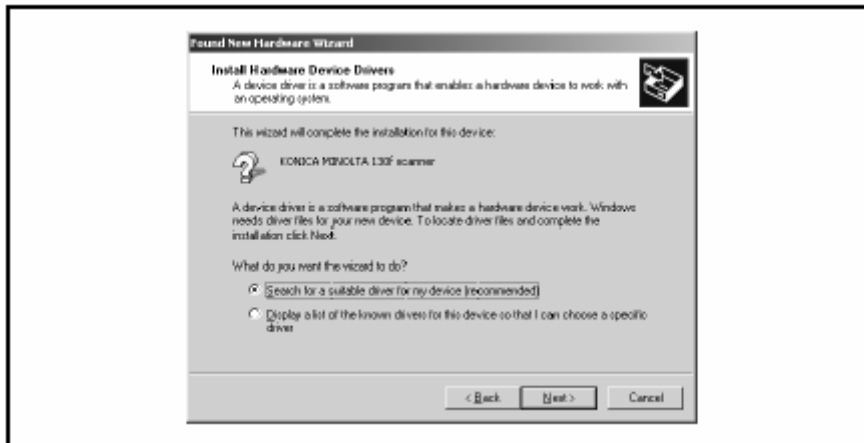 Found New Hardware Wizard
Install Hardware Device Drivers
A device driver is a software program that enables a hardware device to work with
an operating system.
This wizard will complete the installation for this device:
KONICA MINOLTA 130F scanner
A device driver is a software program that makes a hardware device work. Windows
needs driver files for your new device. To locate driver files and complete the
installation click Next.
What do you want the wizard to do?
Search for a suitable driver for my device (recommended)
Display a list of the known drivers for this device so that I can choose a specific
driver
< Back Next > Cancel